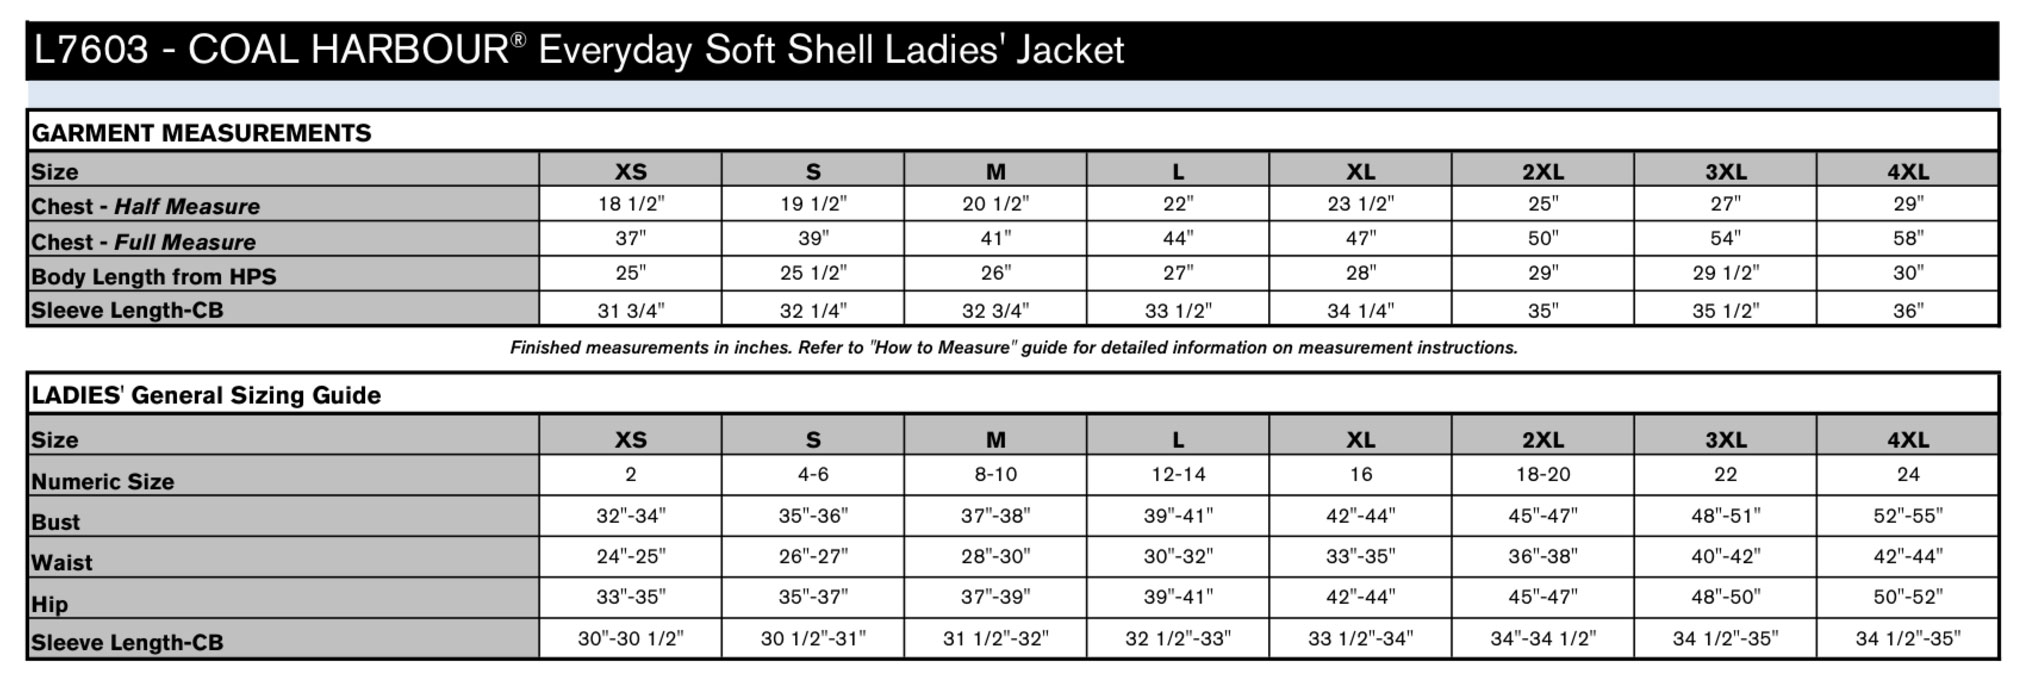 L7603 - COAL HARBOUR® Everyday Soft Shell Ladies' Jacket
GARMENT MEASUREMENTS
Size XS S M L XL 2XL 3XL 4XL
Chest - Half Measure 18 1/2" 19 1/2" 20 1/2" 22" 23 1/2" 25" 27" 29"
Chest - Full Measure 37" 39" 41" 44" 47" 50" 54" 58"
Body Length from HPS 25" 25 1/2" 26" 27" 28" 29" 29 1/2" 30"
Sleeve Length-CB 31 3/4" 32 1/4" 32 3/4" 33 1/2" 34 1/4" 35" 35 1/2" 36"
Finished measurements in inches. Refer to "How to Measure" guide for detailed information on measurement instructions.
LADIES' General Sizing Guide
Size XS S M L XL 2XL 3XL 4XL
Numeric Size 2 4-6 8-10 12-14 16 18-20 22 24
Bust 32"-34" 35"-36" 37"-38" 39"-41" 42"-44" 45"-47" 48"-51" 52"-55"
Waist 24"-25" 26"-27" 28"-30" 30"-32" 33"-35" 36"-38" 40"-42" 42"-44"
Hip 33"-35" 35"-37" 37"-39" 39"-41" 42"-44" 45"-47" 48"-50" 50"-52"
Sleeve Length-CB 30"-30 1/2" 30 1/2"-31" 31 1/2"-32" 32 1/2"-33" 33 1/2"-34" 34"-34 1/2" 34 1/2"-35" 34 1/2"-35"